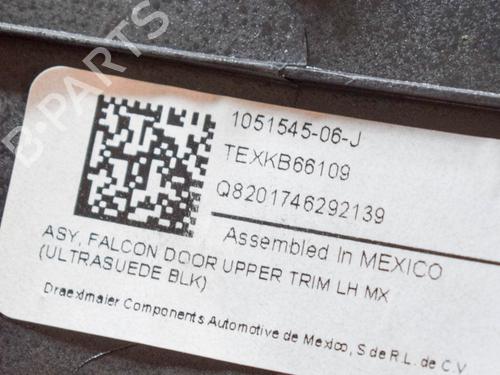 B-PARTS
1051545-06-J
TEXKB66109
Q8201746292139
Assembled In MEXICO
ASY, FALCON DOOR UPPER TRIM LH MX
(ULTRASUEDE BLK)
Draexlmaier Components Automotive de Mexico, S de R.L. de C.V